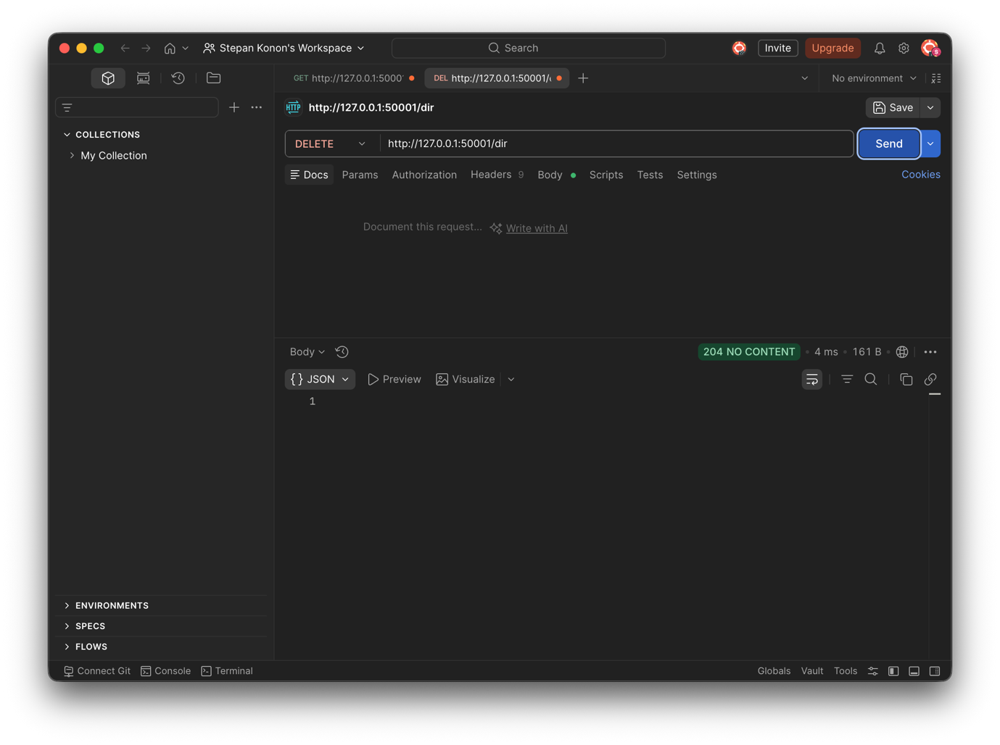 Stepan Konon's Workspace
Search
Invite
Upgrade
GET http://127.0.0.1:5000
DEL http://127.0.0.1:50001/
No environment
HTTP http://127.0.0.1:50001/dir
Save
COLLECTIONS
My Collection
DELETE
http://127.0.0.1:50001/dir
Send
Docs
Params
Authorization
Headers 9
Body
Scripts
Tests
Settings
Cookies
Document this request...
Write with AI
Body
204 NO CONTENT
4 ms
161 B
{} JSON
Preview
Visualize
1
ENVIRONMENTS
SPECS
FLOWS
Connect Git
Console
Terminal
Globals
Vault
Tools